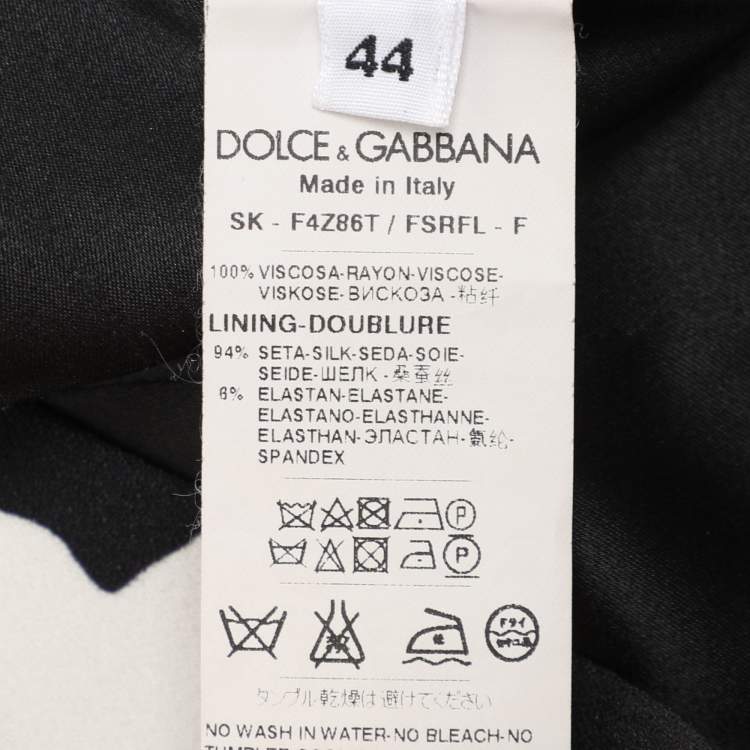 44
DOLCE & GABBANA
Made in Italy
SK - F4Z86T / FSRFL - F
100% VISCOSA-RAYON-VISCOSE-
VISKOSE-ВИСКОЗА -粘纤
LINING-DOUBLURE
94% SETA-SILK-SEDA-SOIE-
SEIDE-ШЕЛК -桑蚕丝
6% ELASTAN-ELASTANE-
ELASTANO-ELASTHANNE-
ELASTHAN-ЭЛАСТАН-氨纶-
SPANDEX
P
P
ドライ
タンブル乾燥は避けてください
NO WASH IN WATER-NO BLEACH-NO